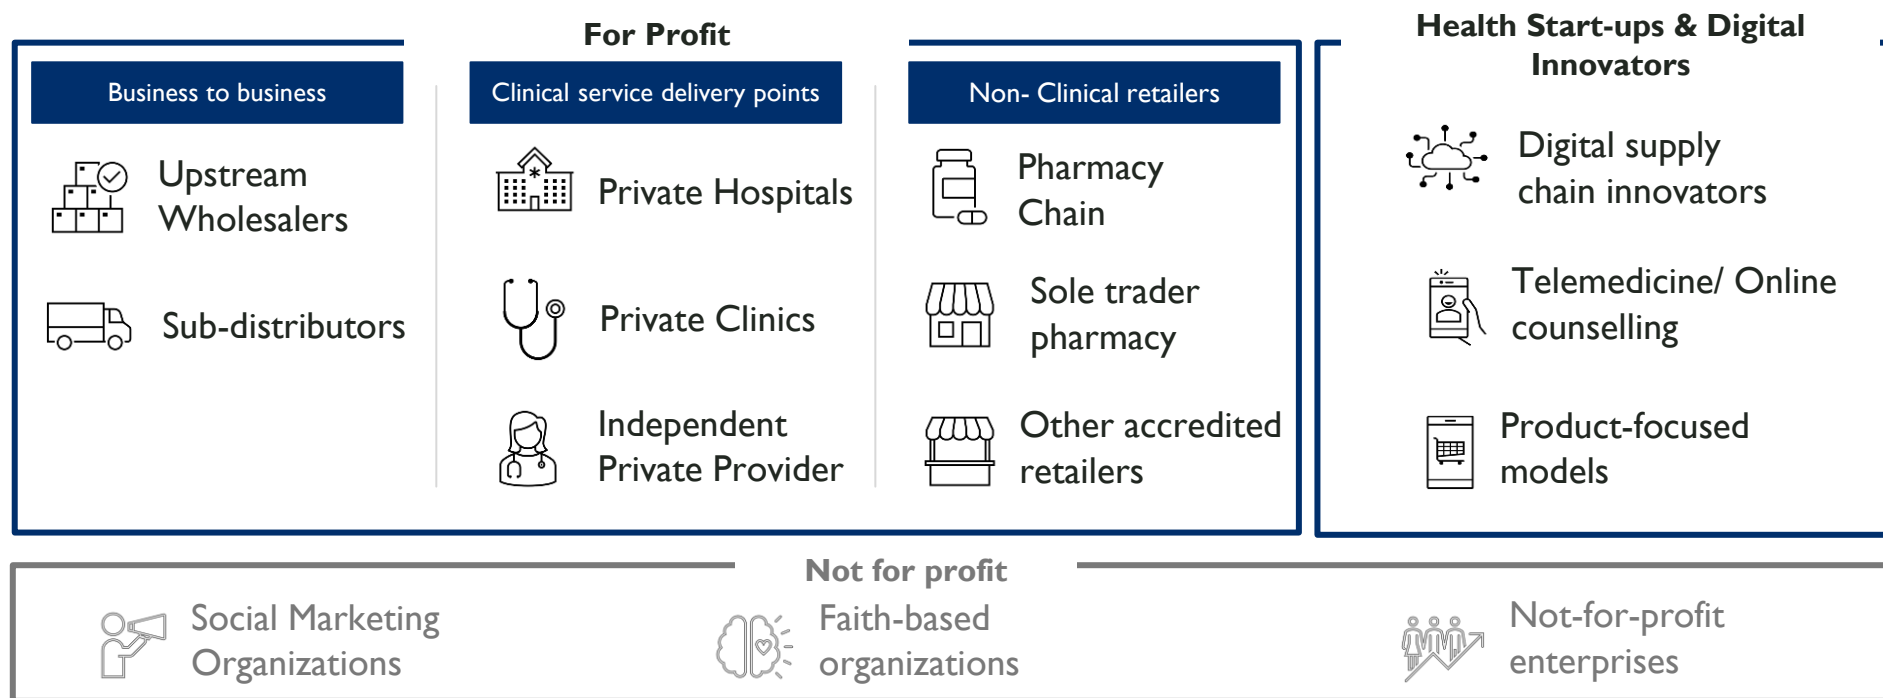 For Profit
Health Start-ups & Digital
Innovators
Business to business
Clinical service delivery points
Non- Clinical retailers
Upstream
Wholesalers
Sub-distributors
Private Hospitals
Private Clinics
Independent
Private Provider
Pharmacy
Chain
Sole trader
pharmacy
Other accredited
retailers
Digital supply
chain innovators
Telemedicine/ Online
counselling
Product-focused
models
Not for profit
Social Marketing
Organizations
Faith-based
organizations
Not-for-profit
enterprises